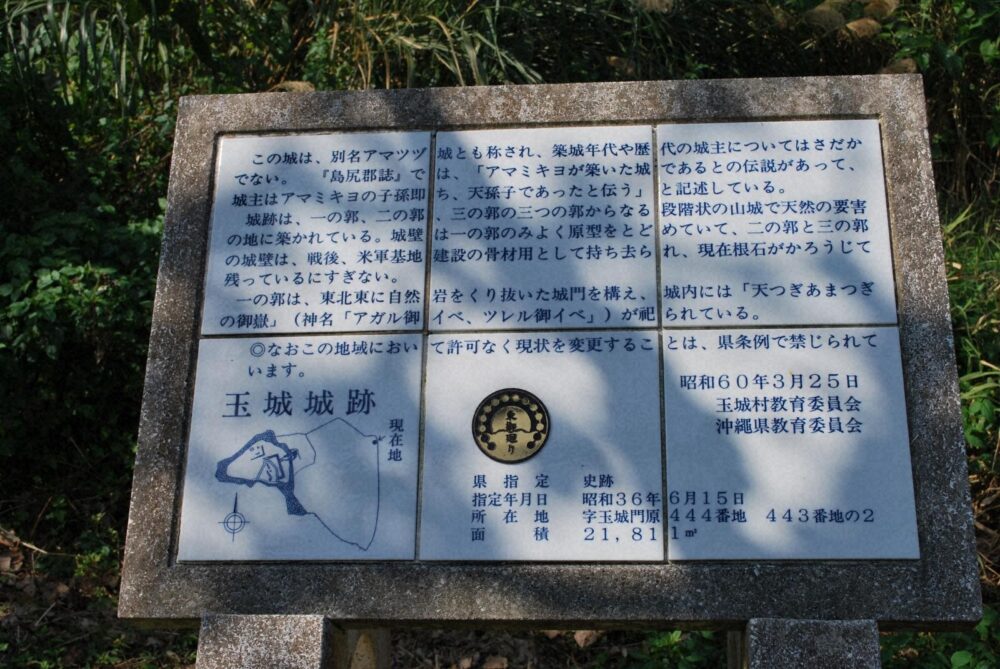 この城は、別名アマツヅ城とも称され、築城年代や歴代の城主についてはさだか
でない。　『島尻郡誌』では、「アマミキヨが築いた城であるとの伝説があって、
城主はアマミキヨの子孫即ち、天孫子であったと伝う」と記述している。
城跡は、一の郭、二の郭、三の郭の三つの郭からなる段階状の山城で天然の要害
の地に築かれている。城壁は一の郭のみよく原型をとどめていて、二の郭と三の郭
の城壁は、戦後、米軍基地建設の骨材用として持ち去られ、現在根石がかろうじて
残っているにすぎない。
一の郭は、東北東に自然岩をくり抜いた城門を構え、城内には「天つぎあまつぎ
の御嶽」（神名「アガル御イベ、ツレル御イベ」）が祀られている。
◎なおこの地域において許可なく現状を変更することは、県条例で禁じられて
います。
昭和６０年３月２５日
玉城村教育委員会
沖縄県教育委員会
玉城城跡
現在地
東御廻り
県指定　史跡
指定年月日　昭和３６年６月１５日
所在地　字玉城門原４４４番地　４４３番地の２
面積　２１，８１１㎡